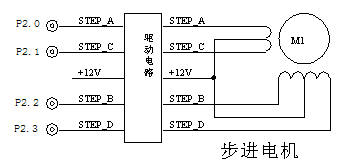 P2.0 STEP_A STEP_A
P2.1 STEP_C STEP_C
+12V +12V
P2.2 STEP_B STEP_B
P2.3 STEP_D STEP_D
驱动电路
M1
步进电机